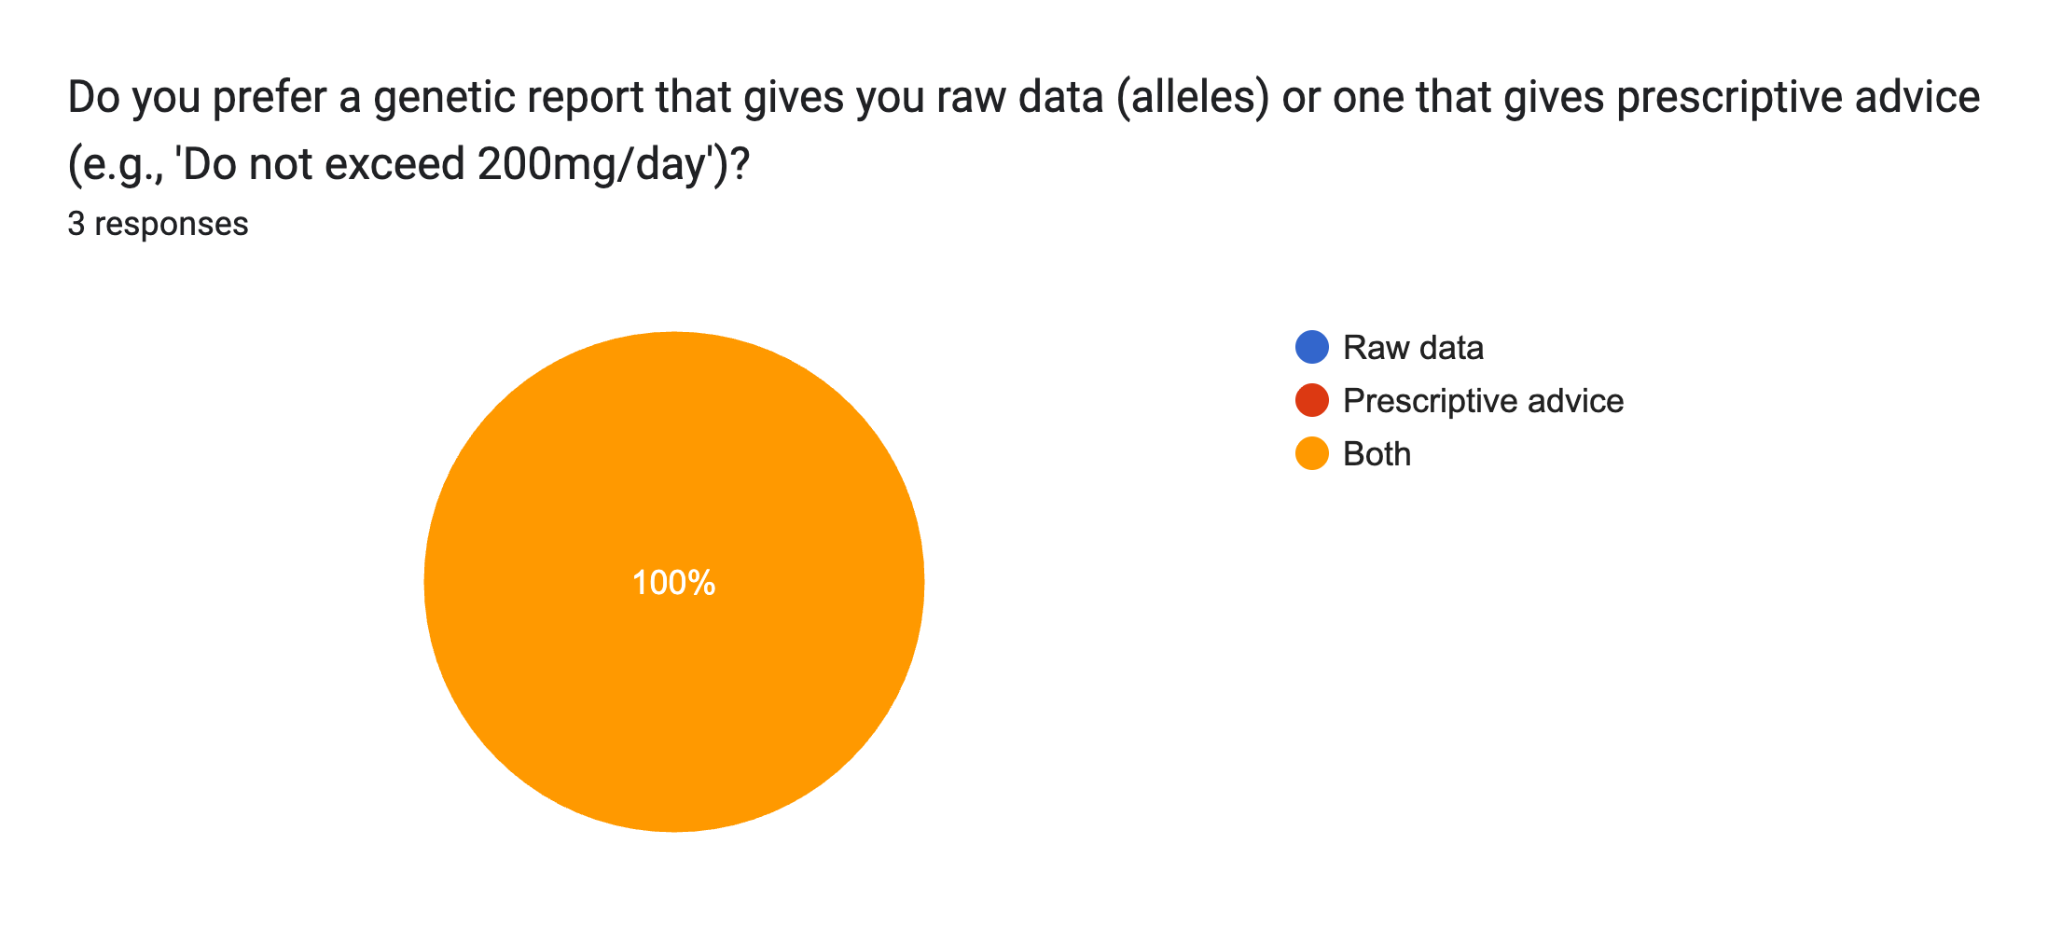 Do you prefer a genetic report that gives you raw data (alleles) or one that gives prescriptive advice
(e.g., 'Do not exceed 200mg/day')?
3 responses
Raw data
Prescriptive advice
Both
100%